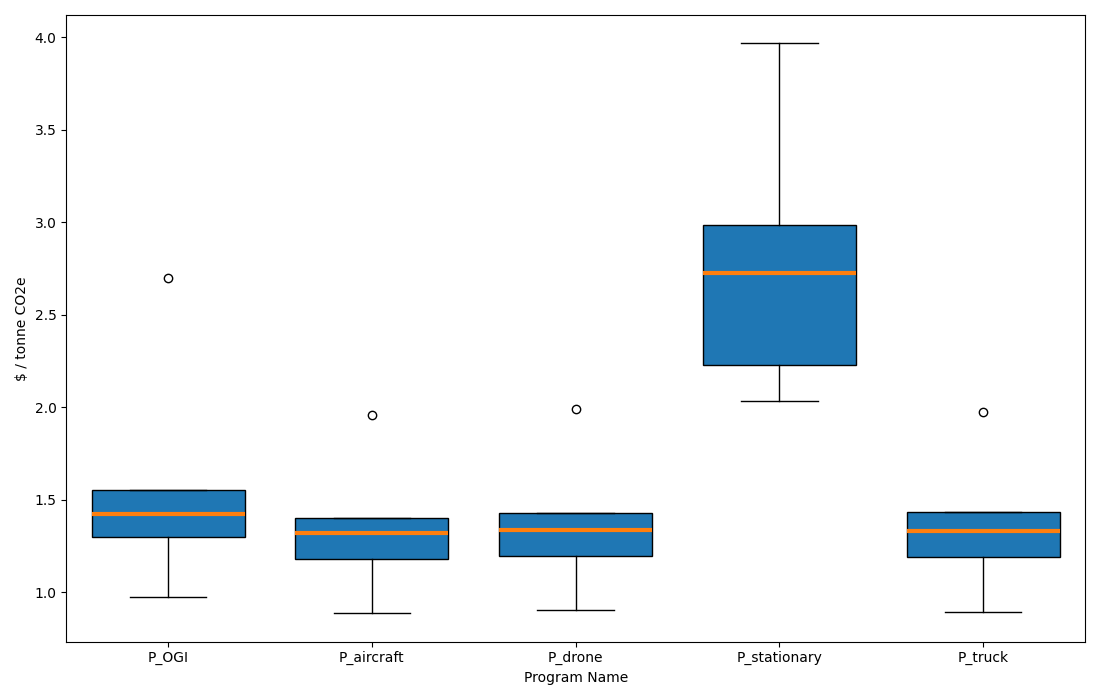 $ / tonne CO2e
4.0
3.5
3.0
2.5
2.0
1.5
1.0
P_OGI P_aircraft P_drone P_stationary P_truck
Program Name